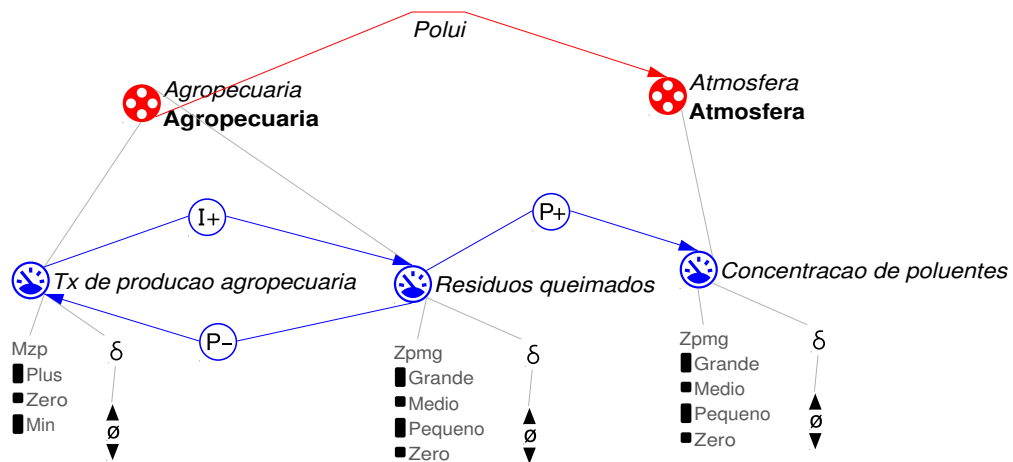 Polui
Agropecuaria
Agropecuaria
Atmosfera
Atmosfera
I+
P+
Tx de producao agropecuaria
Residuos queimados
Concentracao de poluentes
P−
Mzp
Plus
Zero
Min
δ
ø
Zpmg
Grande
Medio
Pequeno
Zero
δ
ø
Zpmg
Grande
Medio
Pequeno
Zero
δ
ø